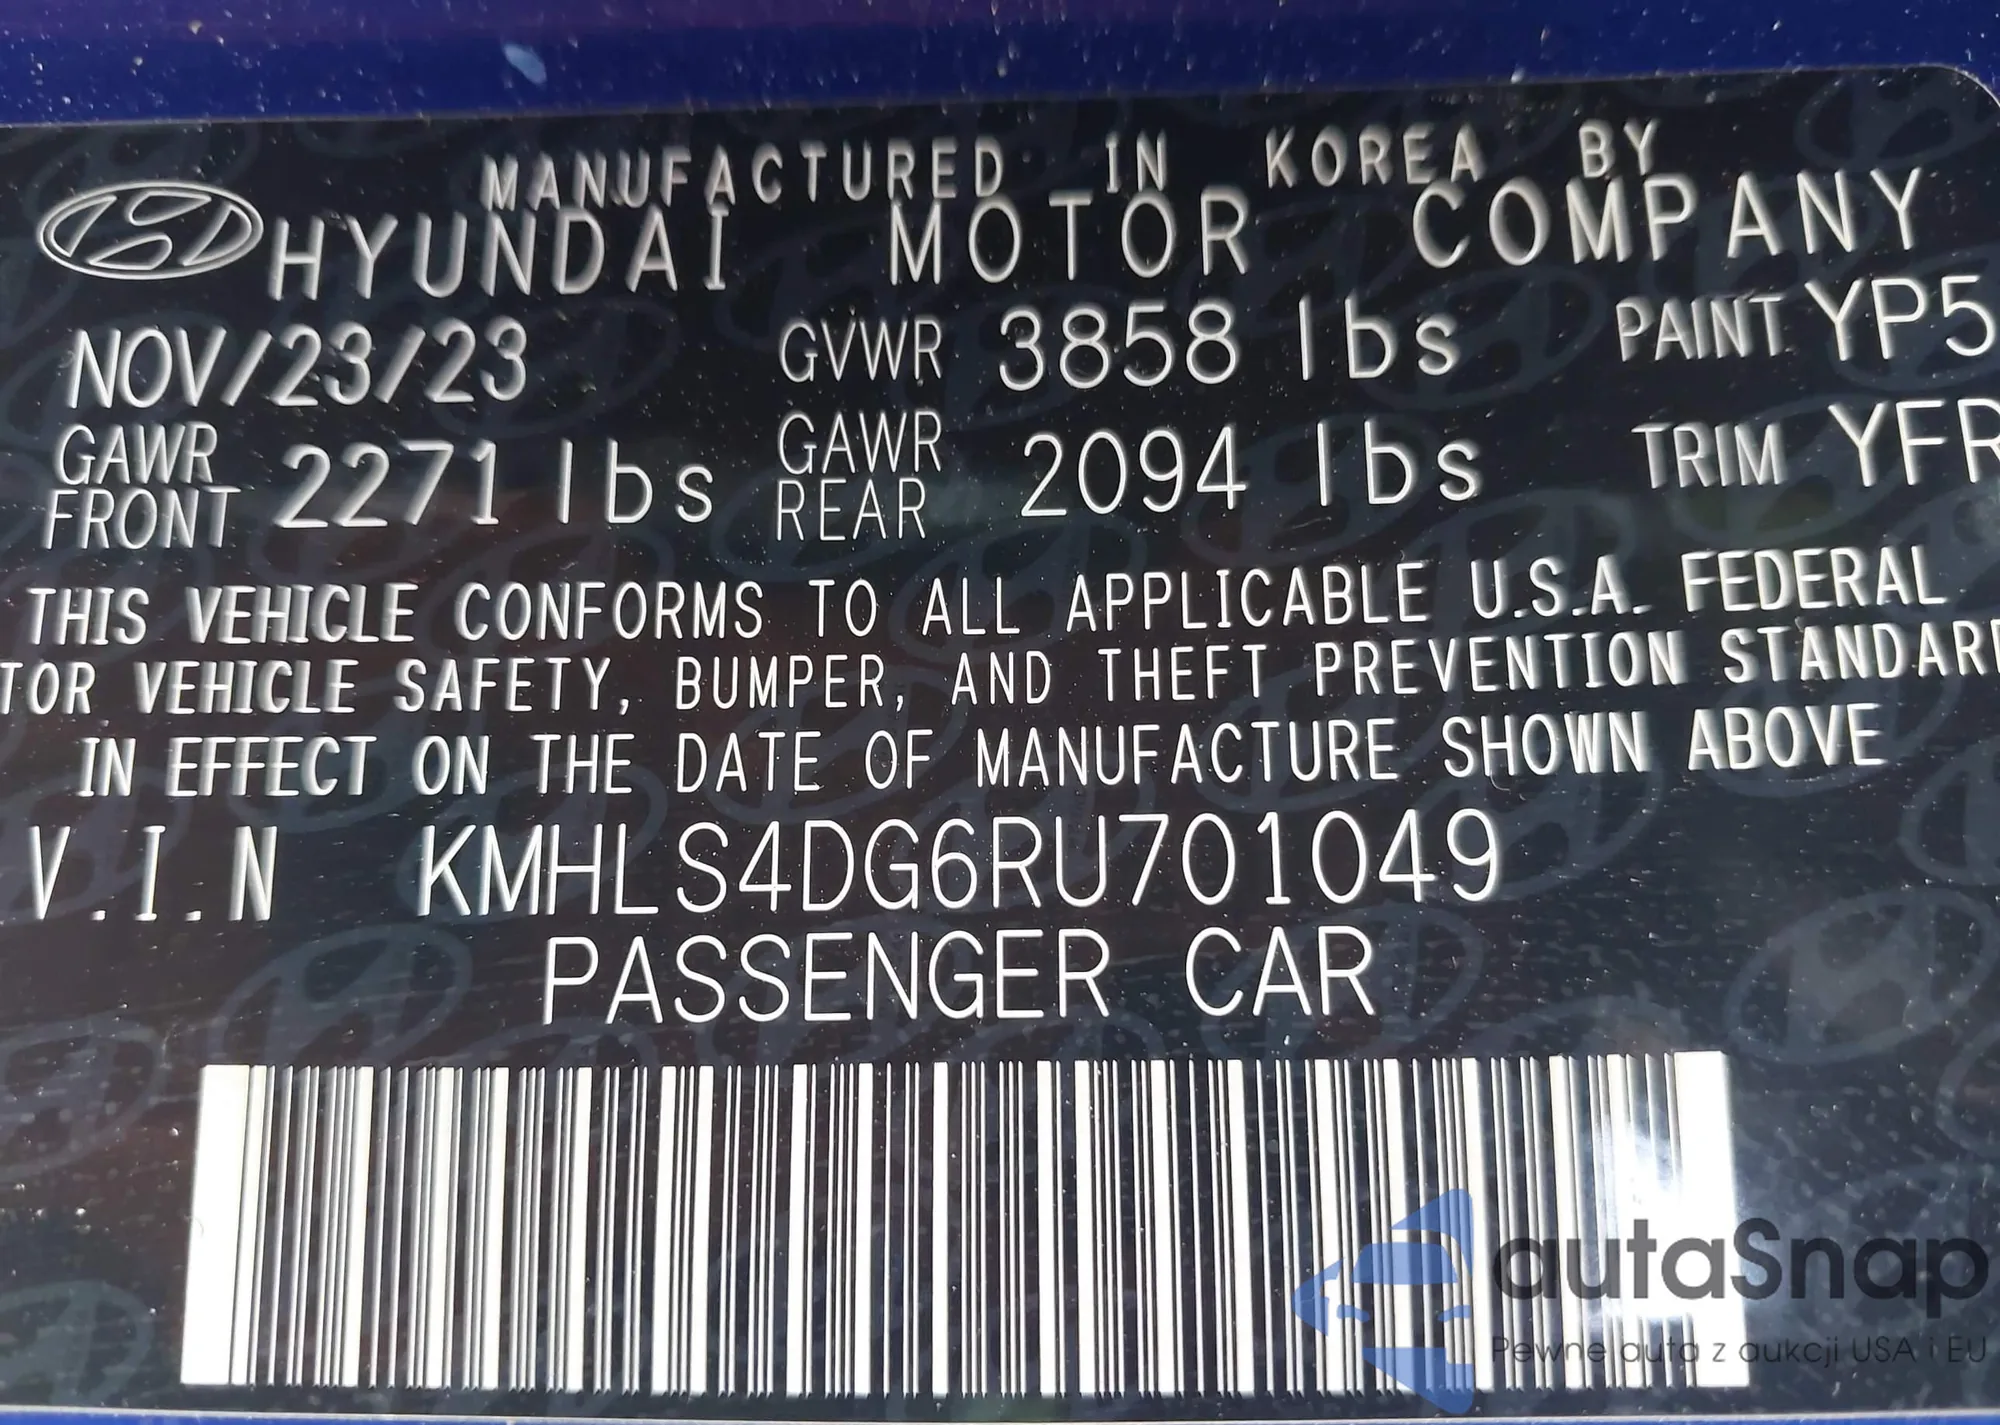 MANUFACTURED IN KOREA BY
HYUNDAI MOTOR COMPANY
NOV/23/23 GVWR 3858 lbs PAINT YP5
GAWR FRONT 2271 lbs GAWR REAR 2094 lbs TRIM YFR
THIS VEHICLE CONFORMS TO ALL APPLICABLE U.S.A. FEDERAL
TOR VEHICLE SAFETY, BUMPER, AND THEFT PREVENTION STANDARD
IN EFFECT ON THE DATE OF MANUFACTURE SHOWN ABOVE
V.I.N KMHLS4DG6RU701049
PASSENGER CAR
autaSnap
Pewne auta z aukcji USA i EU